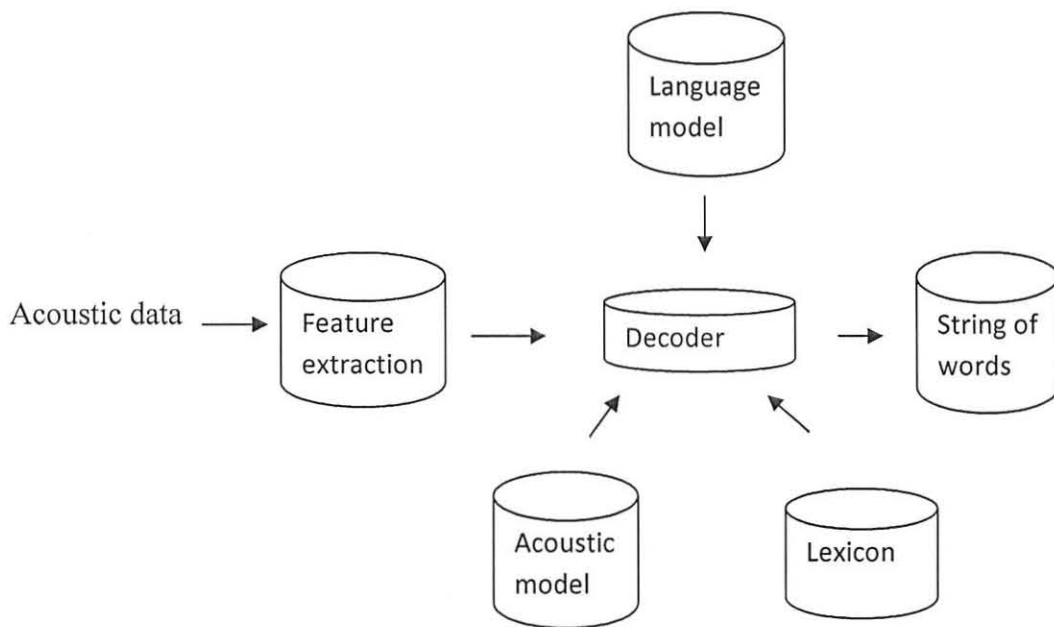 Language
model
Acoustic data
Feature
extraction
Decoder
String of
words
Acoustic
model
Lexicon